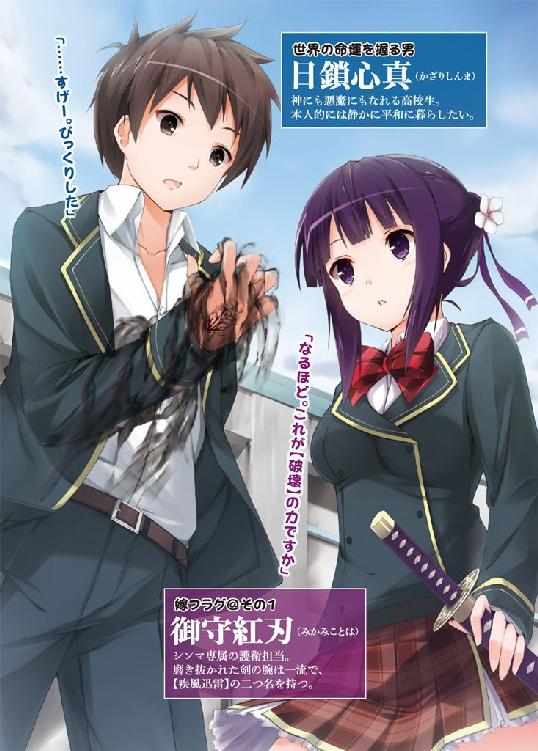 世界の命運を握る男
日鎖心真(かざりしんま)
神にも悪魔にもなれる高校生。
本人的には静かに平和に暮らしたい。
「……すげー。びっくりした」
「なるほど。これが【破壊】の力ですか」
嫁フラグ@その1
御守紅刃(みかみことは)
シンマ専属の護衛担当。
磨き抜かれた剣の腕は一流で、
【疾風迅雷】の二つ名を持つ。